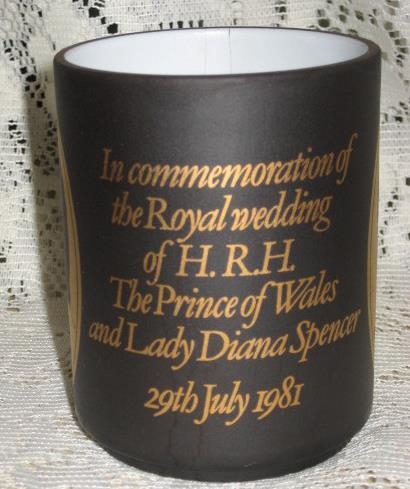 In commemoration of
the Royal wedding
of H.R.H.
The Prince of Wales
and Lady Diana Spencer
29th July 1981